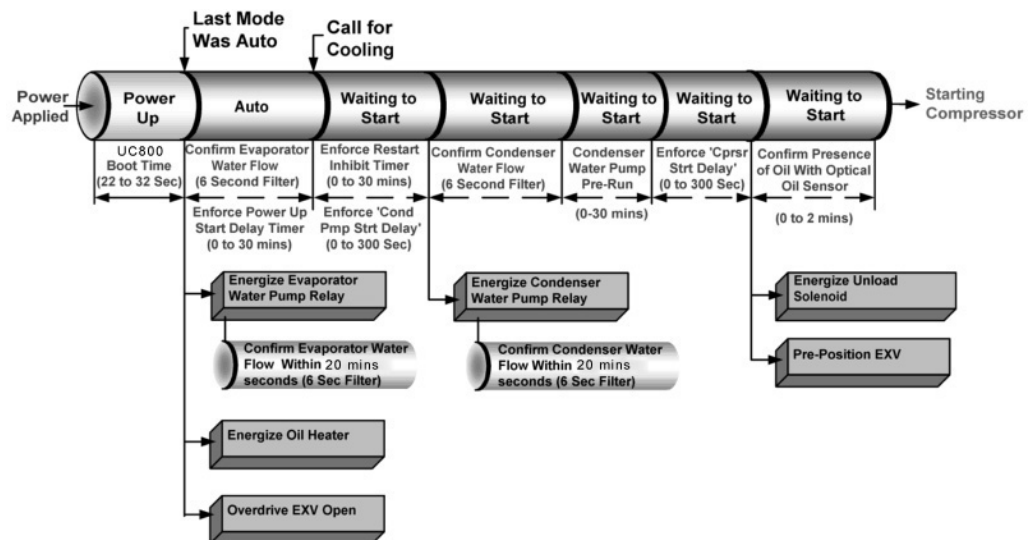 Last Mode
Was Auto
Call for
Cooling
Power
Applied
Power
Up
Auto
Waiting to
Start
Waiting to
Start
Waiting to
Start
Waiting to
Start
Waiting to
Start
Starting
Compressor
UC800
Boot Time
(22 to 32 Sec)
Confirm Evaporator
Water Flow
(6 Second Filter)
Enforce Power Up
Start Delay Timer
(0 to 30 mins)
Enforce Restart
Inhibit Timer
(0 to 30 mins)
Enforce 'Cond
Pmp Strt Delay'
(0 to 300 Sec)
Confirm Condenser
Water Flow
(6 Second Filter)
Condenser
Water Pump
Pre-Run
(0-30 mins)
Enforce 'Cprsr
Strt Delay'
(0 to 300 Sec)
Confirm Presence
of Oil With Optical
Oil Sensor
(0 to 2 mins)
Energize Evaporator
Water Pump Relay
Confirm Evaporator Water
Flow Within 20 mins
seconds (6 Sec Filter)
Energize Condenser
Water Pump Relay
Confirm Condenser Water
Flow Within 20 mins
seconds (6 Sec Filter)
Energize Unload
Solenoid
Pre-Position EXV
Energize Oil Heater
Overdrive EXV Open